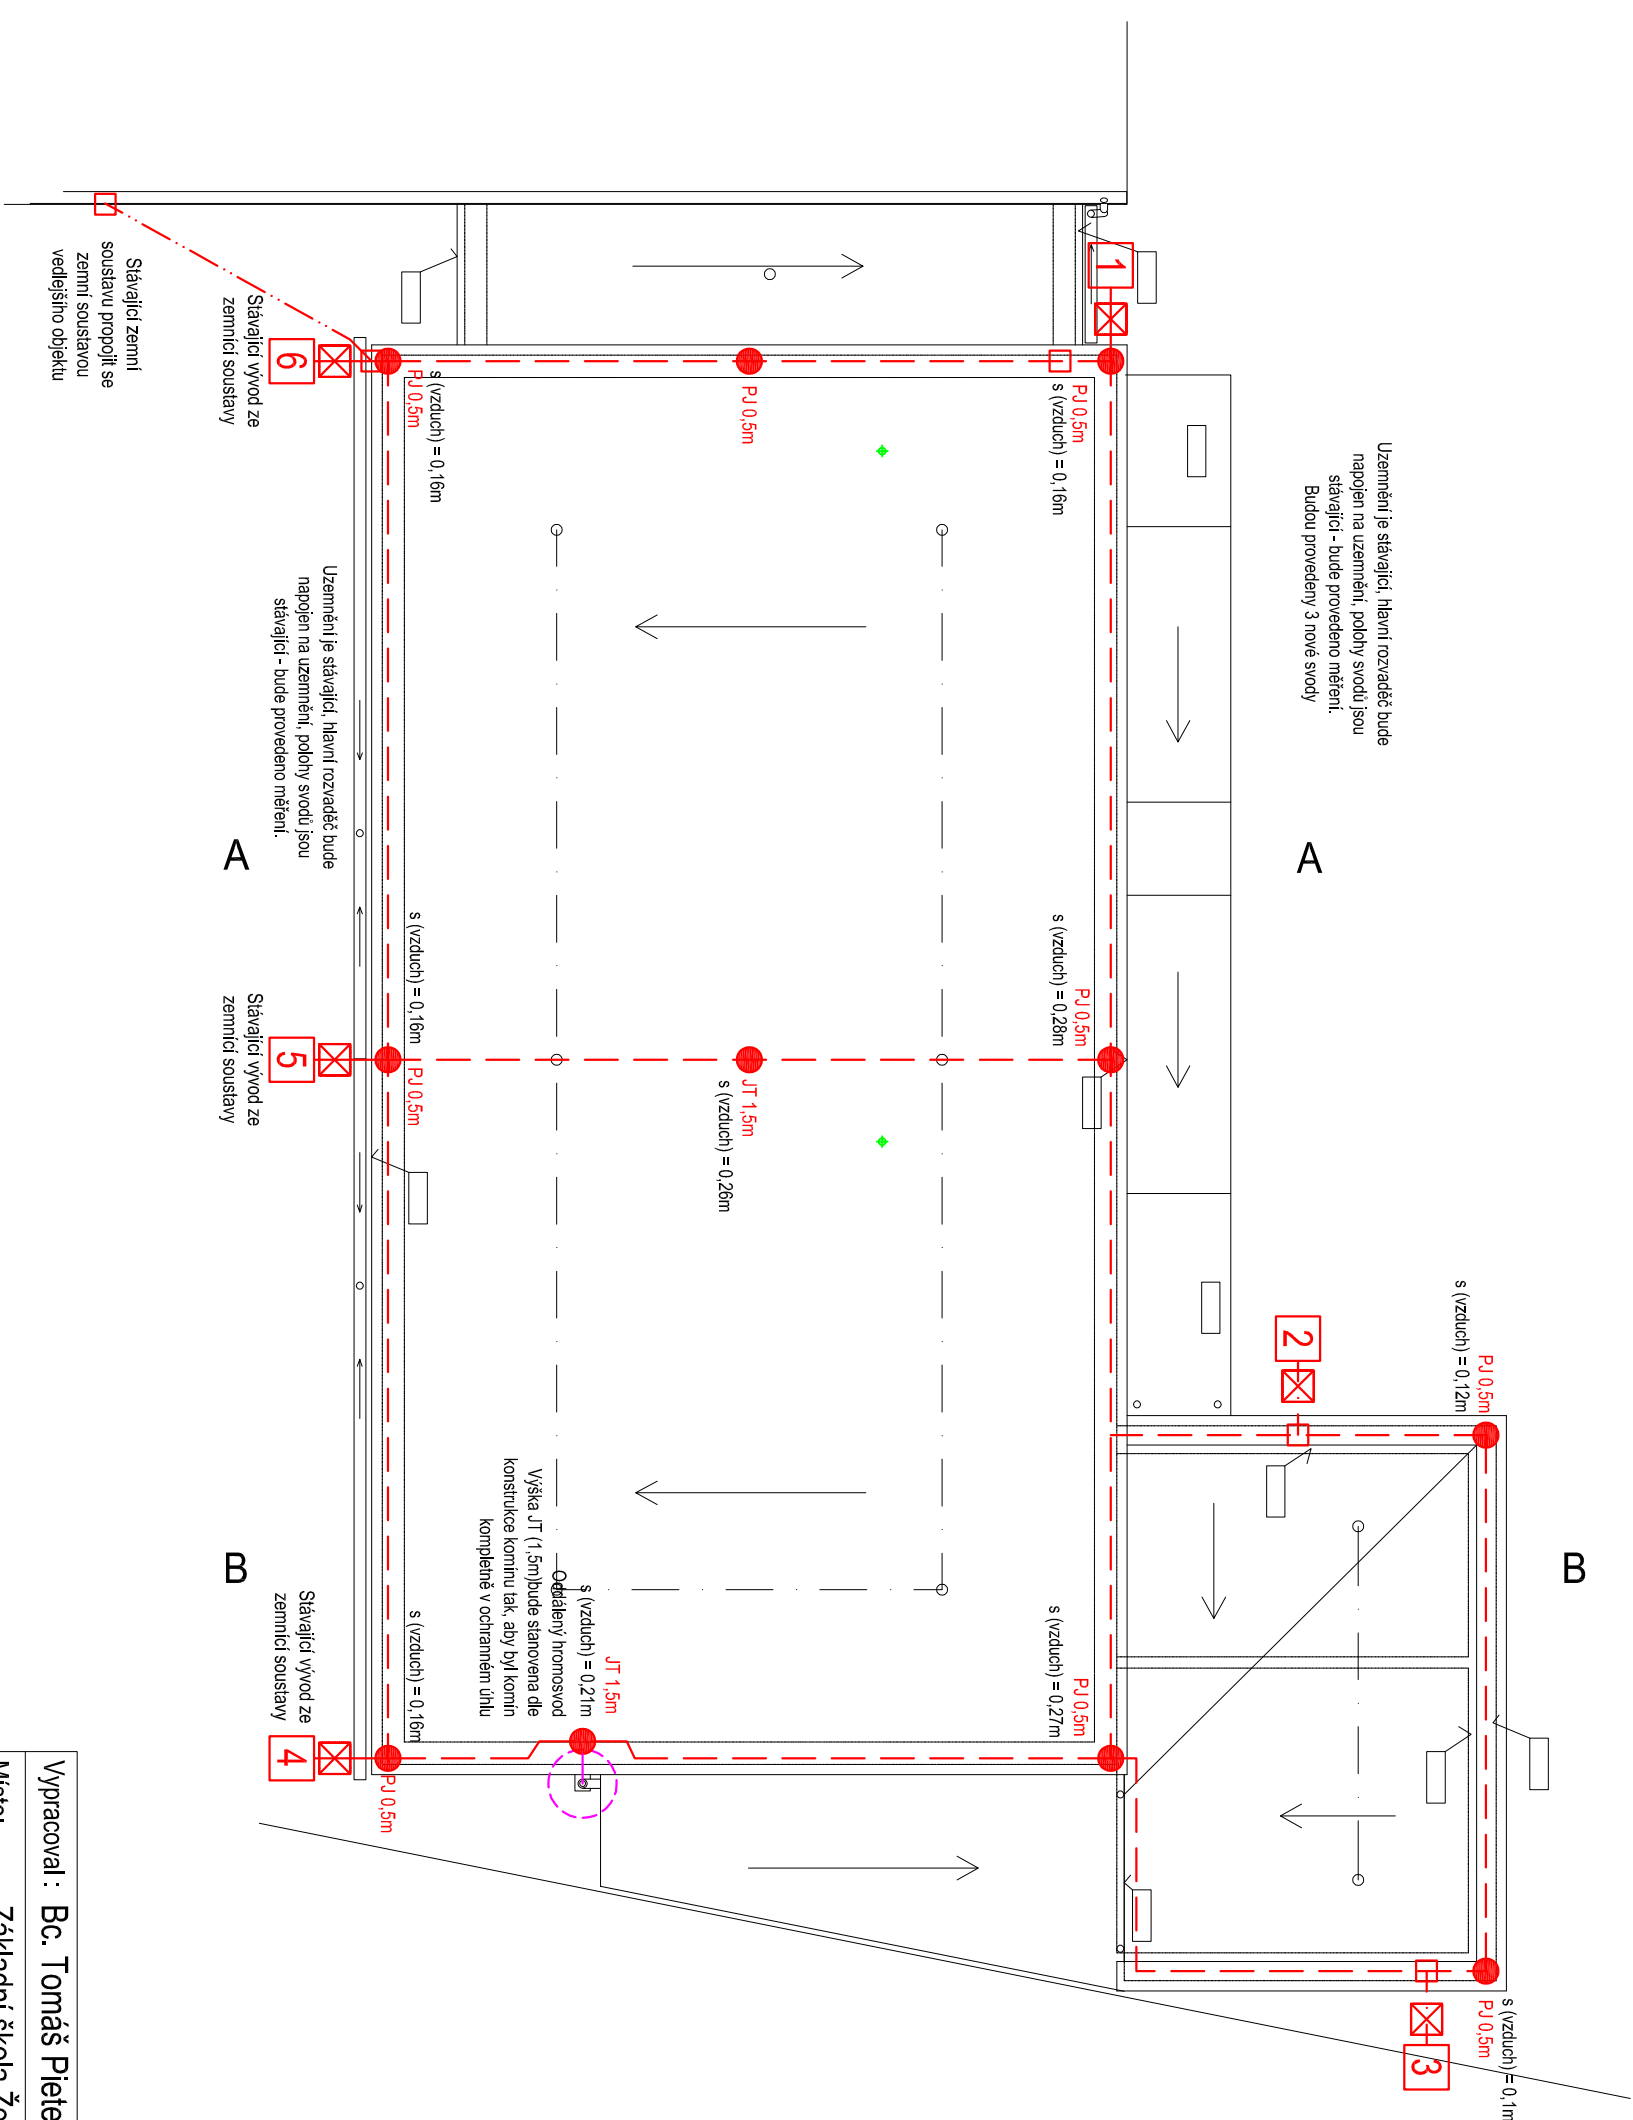 Uzemnění je stávající, hlavní rozvaděč bude
napojen na uzemnění, polohy svodů jsou
stávající - bude provedeno měření.
Budou provedeny 3 nové svody
B
s (vzduch) = 0,1m
PJ 0,5m
3
PJ 0,5m
s (vzduch) = 0,12m
2
A
1
PJ 0,5m
s (vzduch) = 0,16m
PJ 0,5m
s (vzduch) = 0,28m
PJ 0,5m
s (vzduch) = 0,27m
PJ 0,5m
JT 1,5m
s (vzduch) = 0,26m
JT 1,5m
s (vzduch) = 0,21m
Oddálený hromosvod
Výška JT (1,5m)bude stanovena dle
konstrukce komínu tak, aby byl komín
kompletně v ochranném úhlu
s (vzduch) = 0,16m
PJ 0,5m
s (vzduch) = 0,16m
PJ 0,5m
s (vzduch) = 0,16m
PJ 0,5m
Uzemnění je stávající, hlavní rozvaděč bude
napojen na uzemnění, polohy svodů jsou
stávající - bude provedeno měření.
6
5
4
Stávající vývod ze
zemnící soustavy
Stávající vývod ze
zemnící soustavy
Stávající vývod ze
zemnící soustavy
A
B
Stávající zemní
soustavu propojit se
zemní soustavou
vedlejšího objektu
Vypracoval : Bc. Tomáš
základní škola